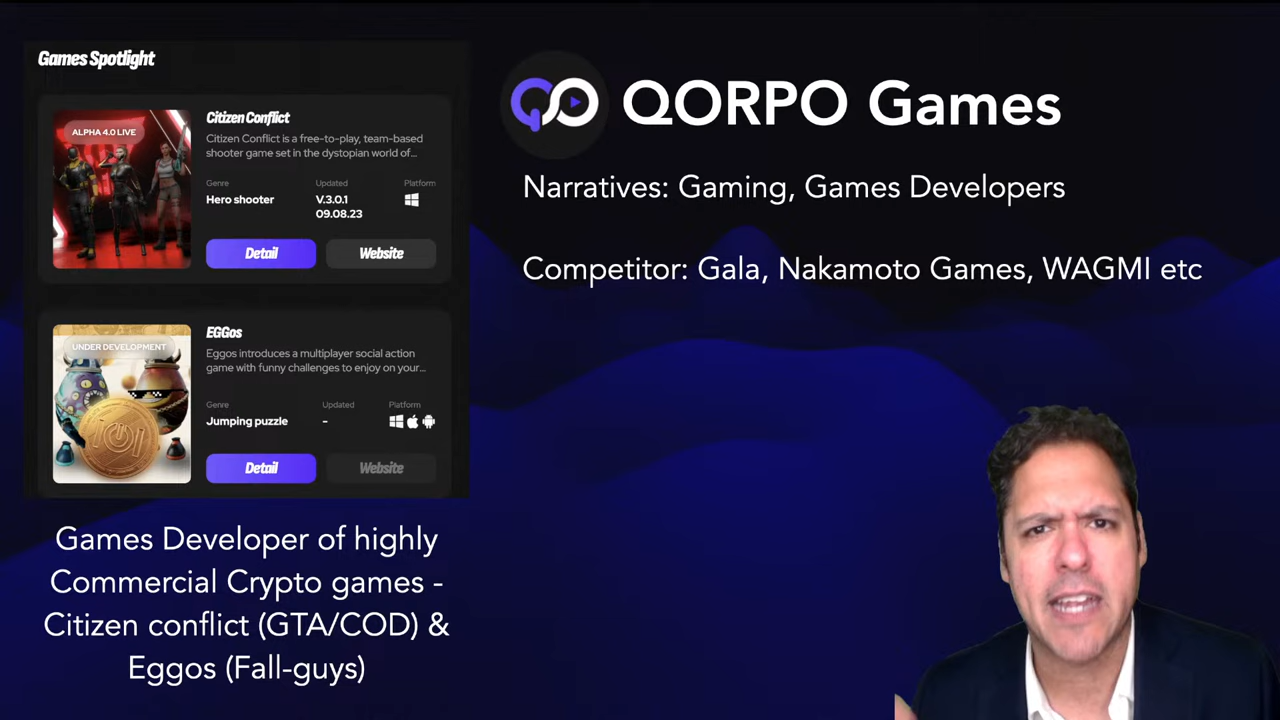 Games Spotlight
ALPHA 4.0 LIVE
Citizen Conflict
Citizen Conflict is a free-to-play, team-based
shooter game set in the dystopian world of...
Genre Updated Platform
Hero shooter V.3.0.1
09.08.23
Detail Website
UNDER DEVELOPMENT
EGGos
Eggos introduces a multiplayer social action
game with funny challenges to enjoy on your...
Genre Updated Platform
Jumping puzzle -
Detail Website
Games Developer of highly
Commercial Crypto games -
Citizen conflict (GTA/COD) &
Eggos (Fall-guys)
QORPO Games
Narratives: Gaming, Games Developers
Competitor: Gala, Nakamoto Games, WAGMI etc